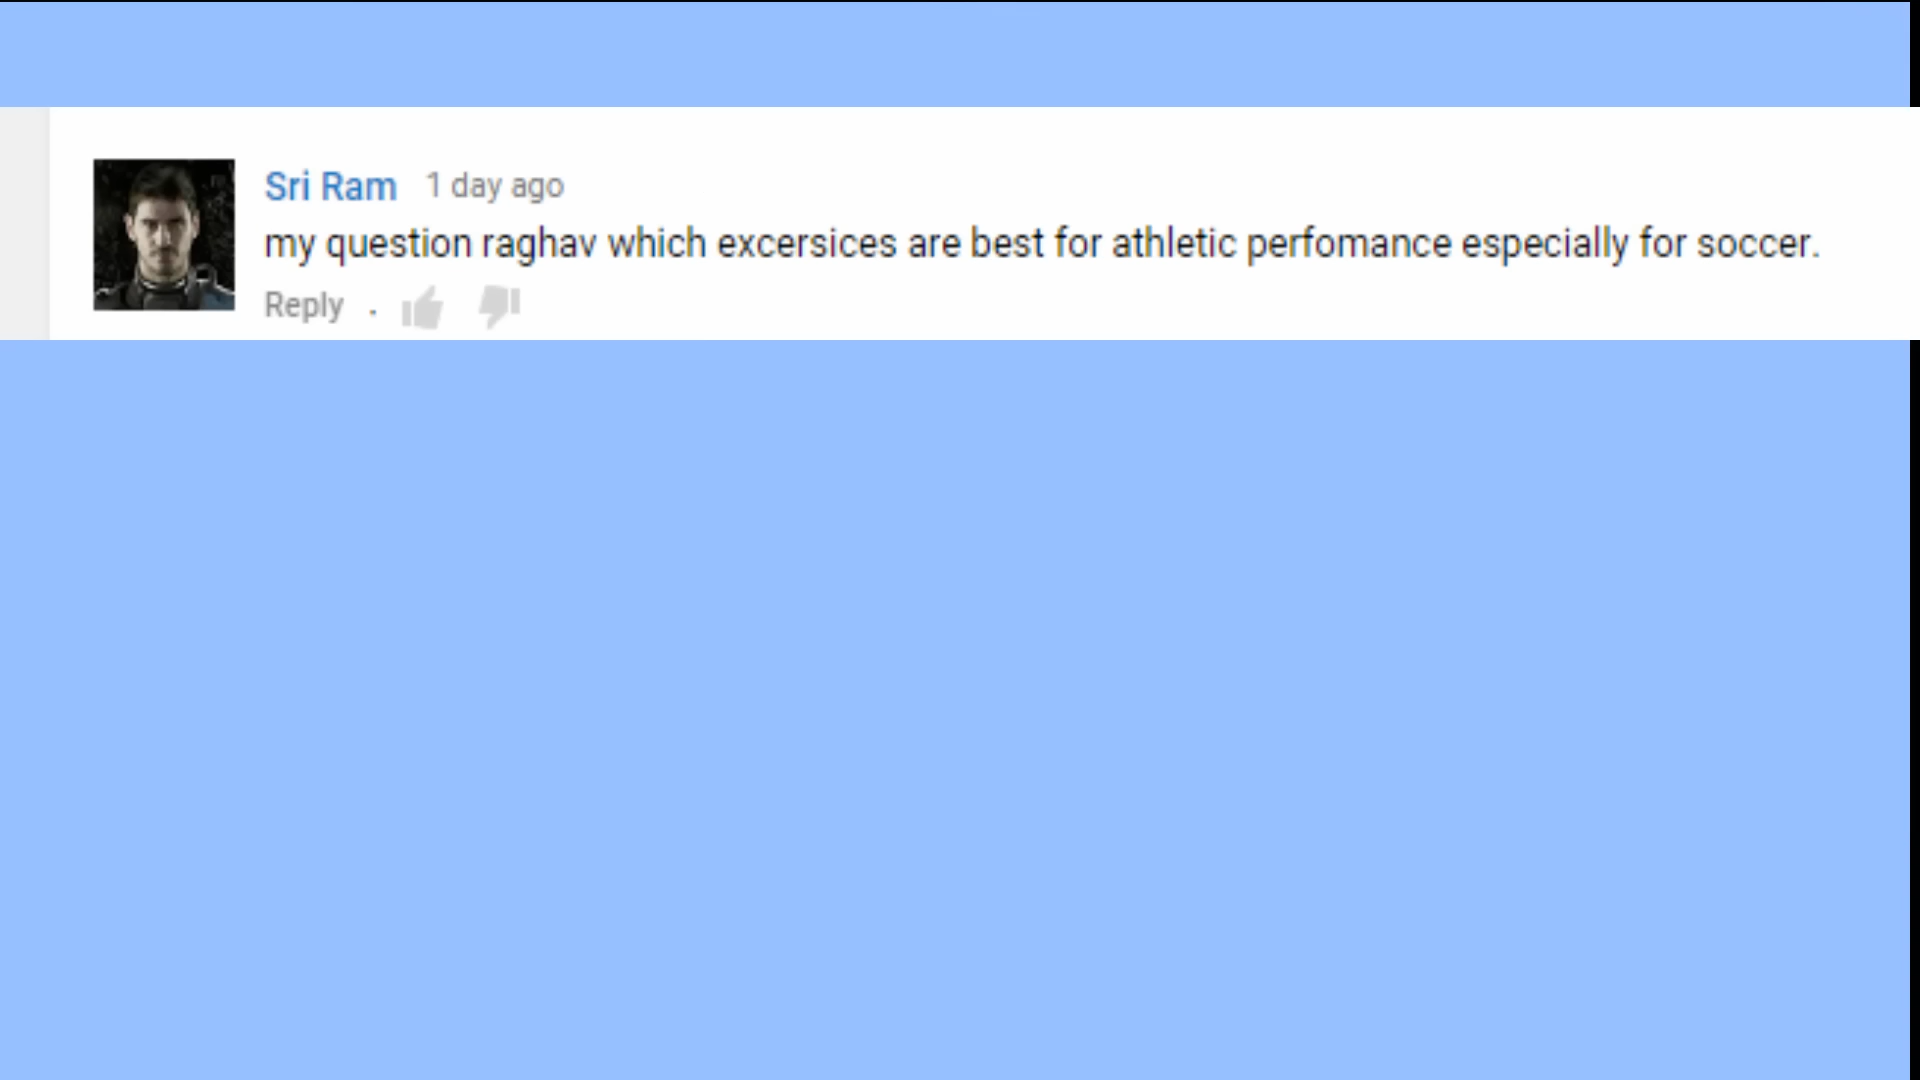 Sri Ram 1 day ago
my question raghav which excersices are best for athletic perfomance especially for soccer.
Reply .